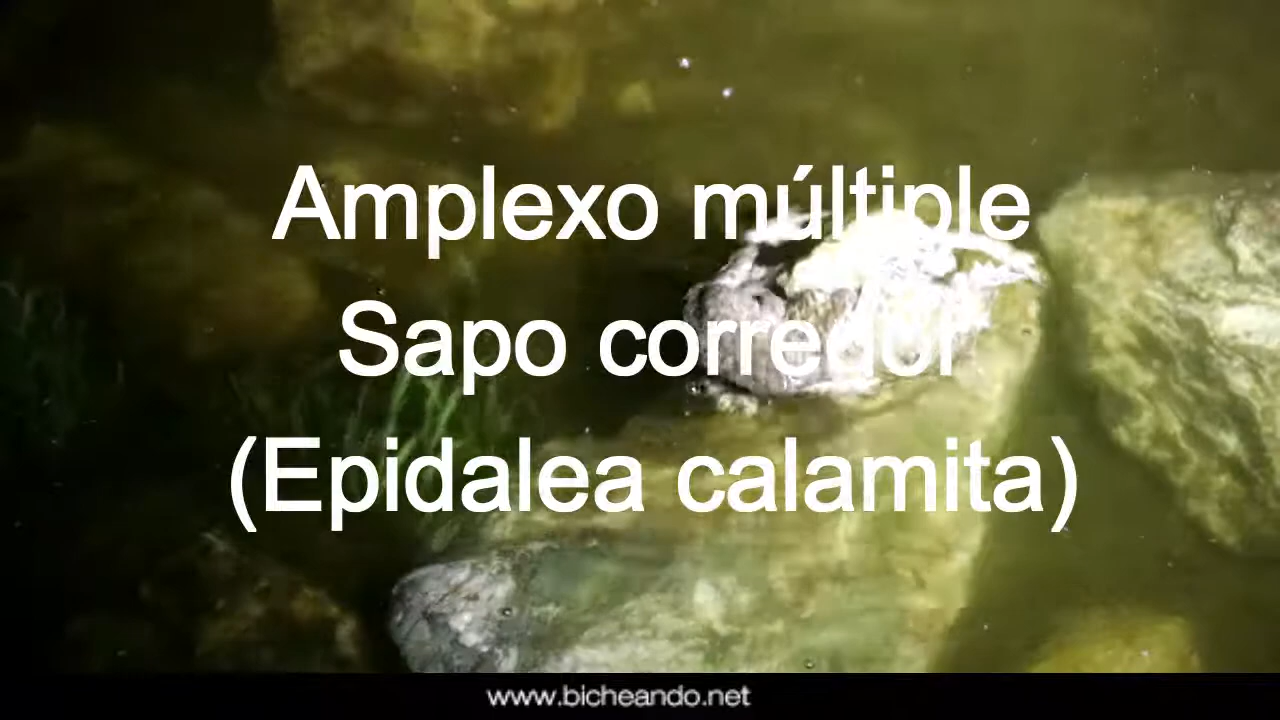 Amplexo múltiple
Sapo corredor
(Epidalea calamita)
www.bicheando.net